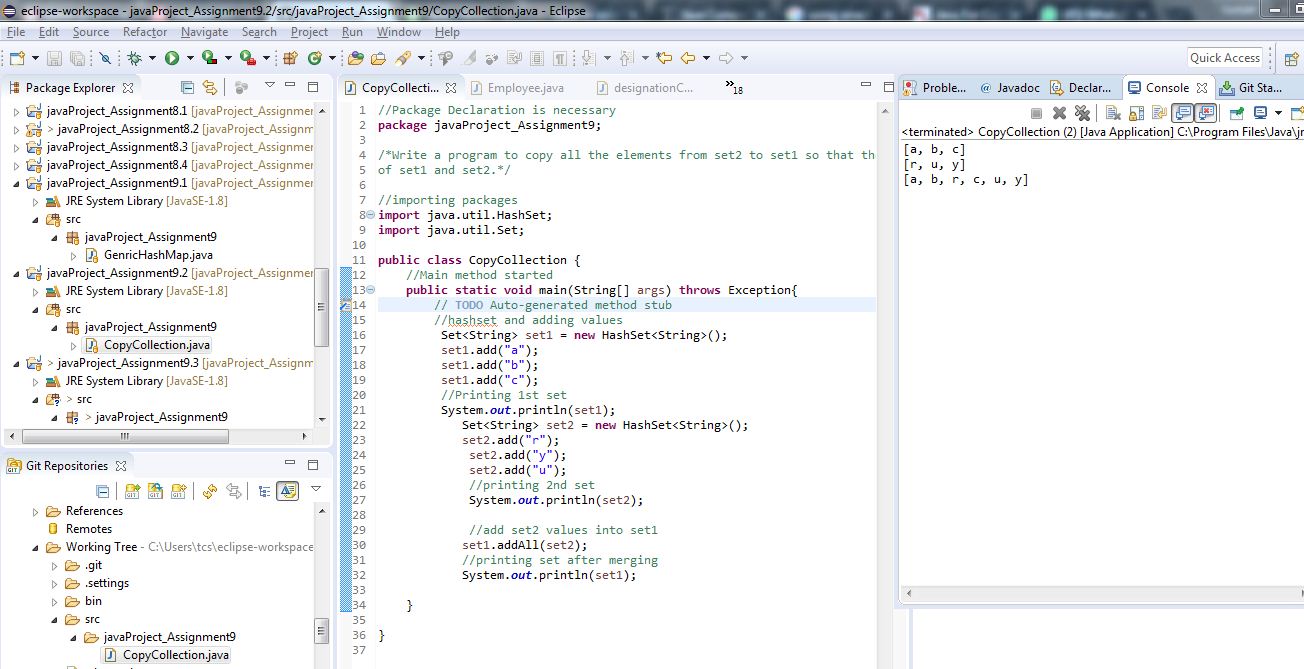 eclipse-workspace - javaProject_Assignment9.2/src/javaProject_Assignment9/CopyCollection.java - Eclipse
File Edit Source Refactor Navigate Search Project Run Window Help
Quick Access
Package Explorer
javaProject_Assignment8.1 [javaProject_Assignmen
> javaProject_Assignment8.2 [javaProject_Assignm
javaProject_Assignment8.3 [javaProject_Assignmen
javaProject_Assignment8.4 [javaProject_Assignmen
javaProject_Assignment9.1 [javaProject_Assignmen
JRE System Library [JavaSE-1.8]
src
javaProject_Assignment9
GenricHashMap.java
javaProject_Assignment9.2 [javaProject_Assignmer
JRE System Library [JavaSE-1.8]
src
javaProject_Assignment9
CopyCollection.java
> javaProject_Assignment9.3 [javaProject_Assignm
JRE System Library [JavaSE-1.8]
> src
> javaProject_Assignment9
Git Repositories
References
Remotes
Working Tree - C:\Users\tcs\eclipse-workspace
.git
.settings
bin
src
javaProject_Assignment9
CopyCollection.java
CopyCollecti... Employee.java designationC... »18
1 //Package Declaration is necessary
2 package javaProject_Assignment9;
3
4 /*Write a program to copy all the elements from set2 to set1 so that th
5 of set1 and set2.*/
6
7 //importing packages
8 import java.util.HashSet;
9 import java.util.Set;
10
11 public class CopyCollection {
12 //Main method started
13 public static void main(String[] args) throws Exception{
14 // TODO Auto-generated method stub
15 //hashset and adding values
16 Set<String> set1 = new HashSet<String>();
17 set1.add("a");
18 set1.add("b");
19 set1.add("c");
20 //Printing 1st set
21 System.out.println(set1);
22 Set<String> set2 = new HashSet<String>();
23 set2.add("r");
24 set2.add("y");
25 set2.add("u");
26 //printing 2nd set
27 System.out.println(set2);
28
29 //add set2 values into set1
30 set1.addAll(set2);
31 //printing set after merging
32 System.out.println(set1);
33
34 }
35
36 }
37
Proble... @ Javadoc Declar... Console Git Sta...
<terminated> CopyCollection (2) [Java Application] C:\Program Files\Java\jr
[a, b, c]
[r, u, y]
[a, b, r, c, u, y]